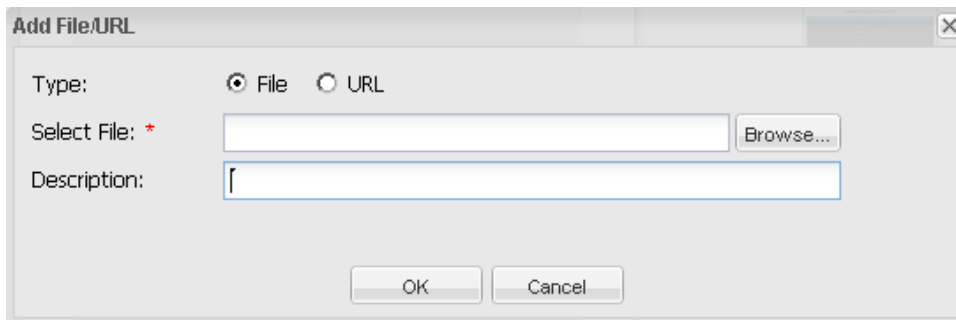 Add File/URL
Type: File URL
Select File: * Browse...
Description:
OK Cancel